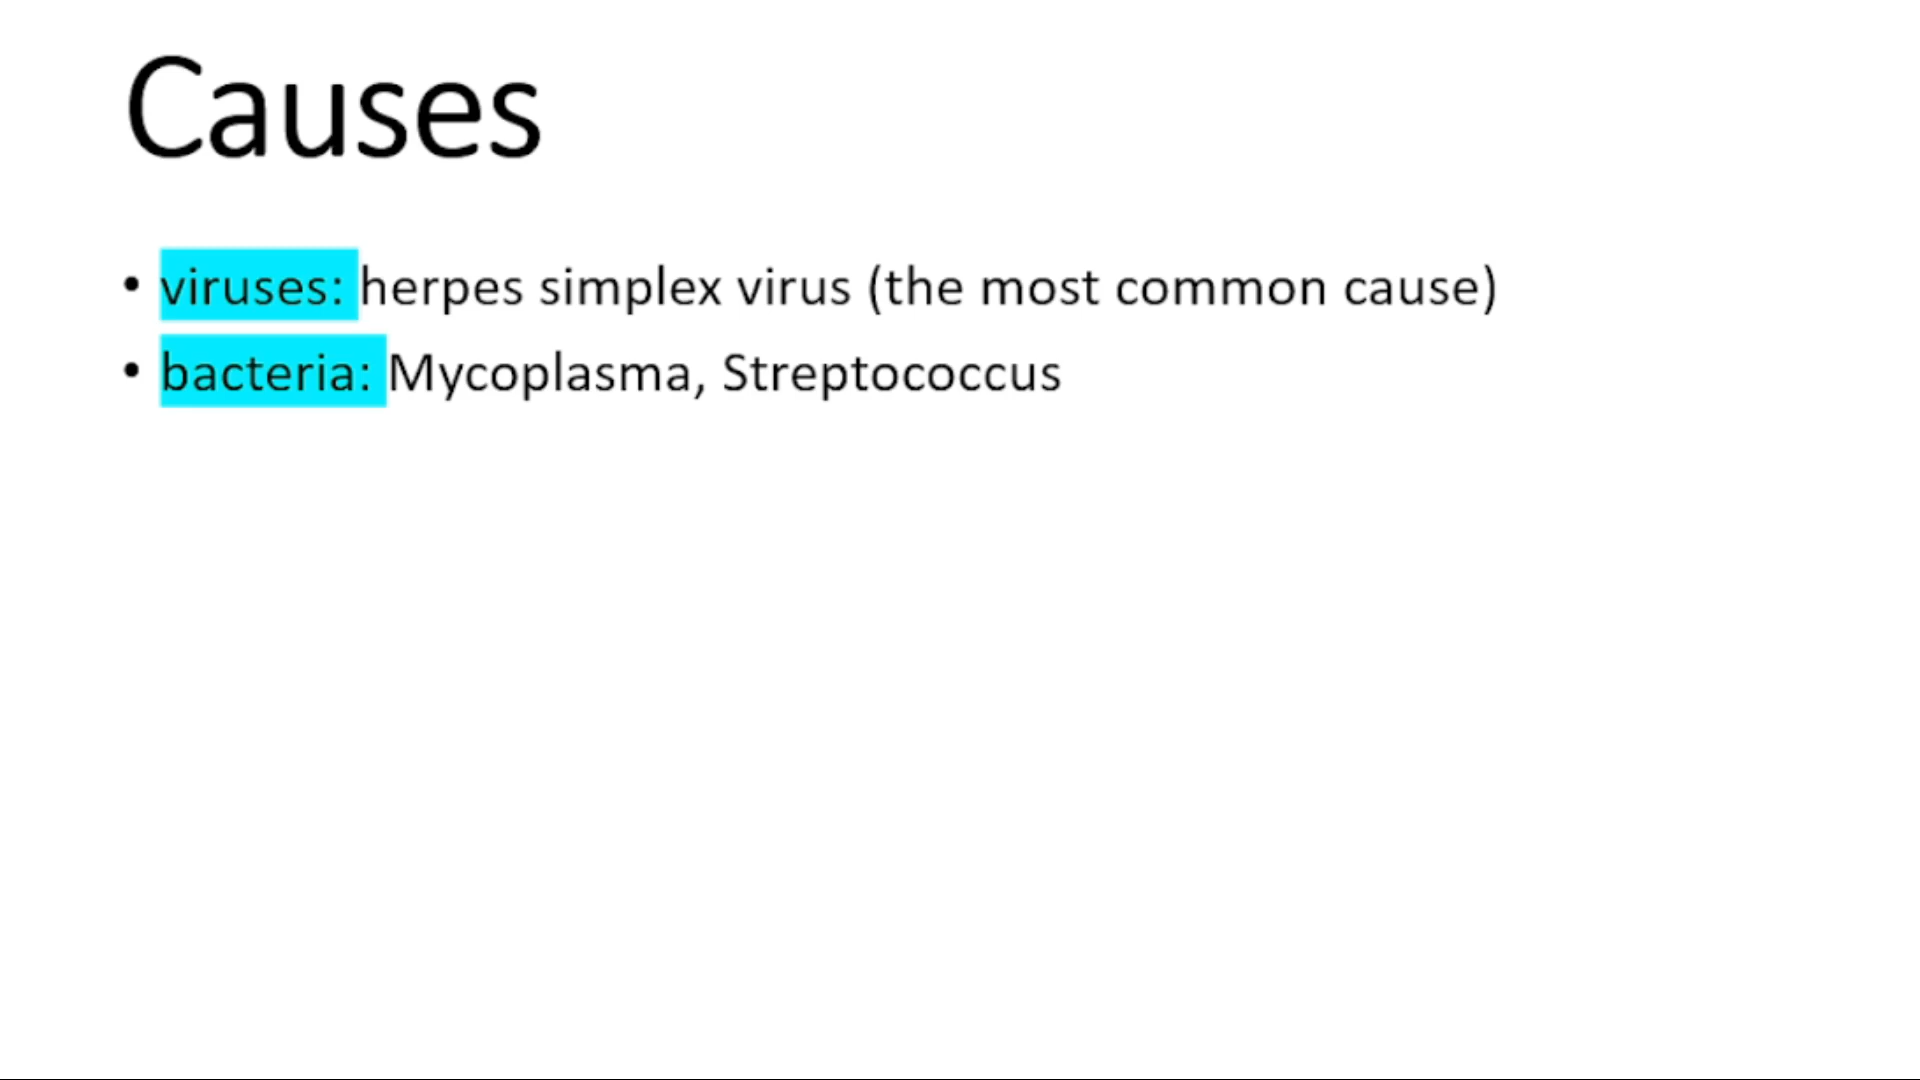 Causes
• viruses: herpes simplex virus (the most common cause)
• bacteria: Mycoplasma, Streptococcus